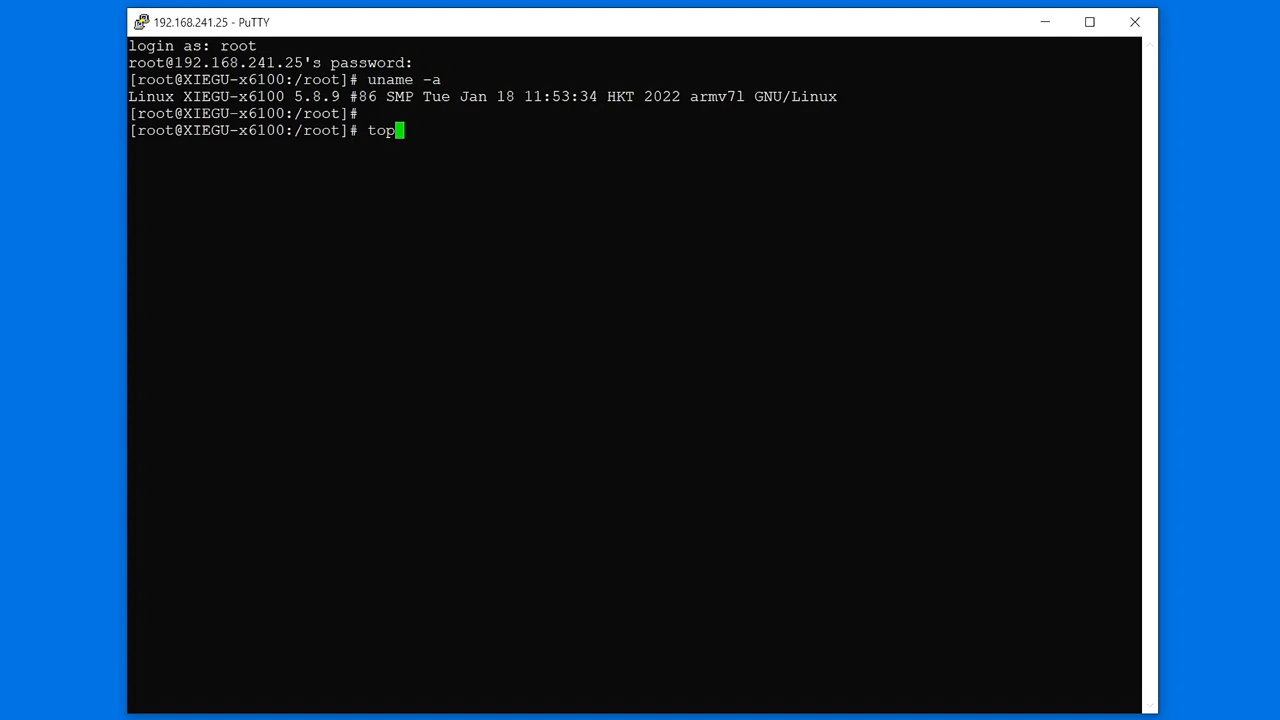 192.168.241.25 - PuTTY
login as: root
root@192.168.241.25's password:
[root@XIEGU-x6100:/root]# uname -a
Linux XIEGU-x6100 5.8.9 #86 SMP Tue Jan 18 11:53:34 HKT 2022 armv7l GNU/Linux
[root@XIEGU-x6100:/root]#
[root@XIEGU-x6100:/root]# top